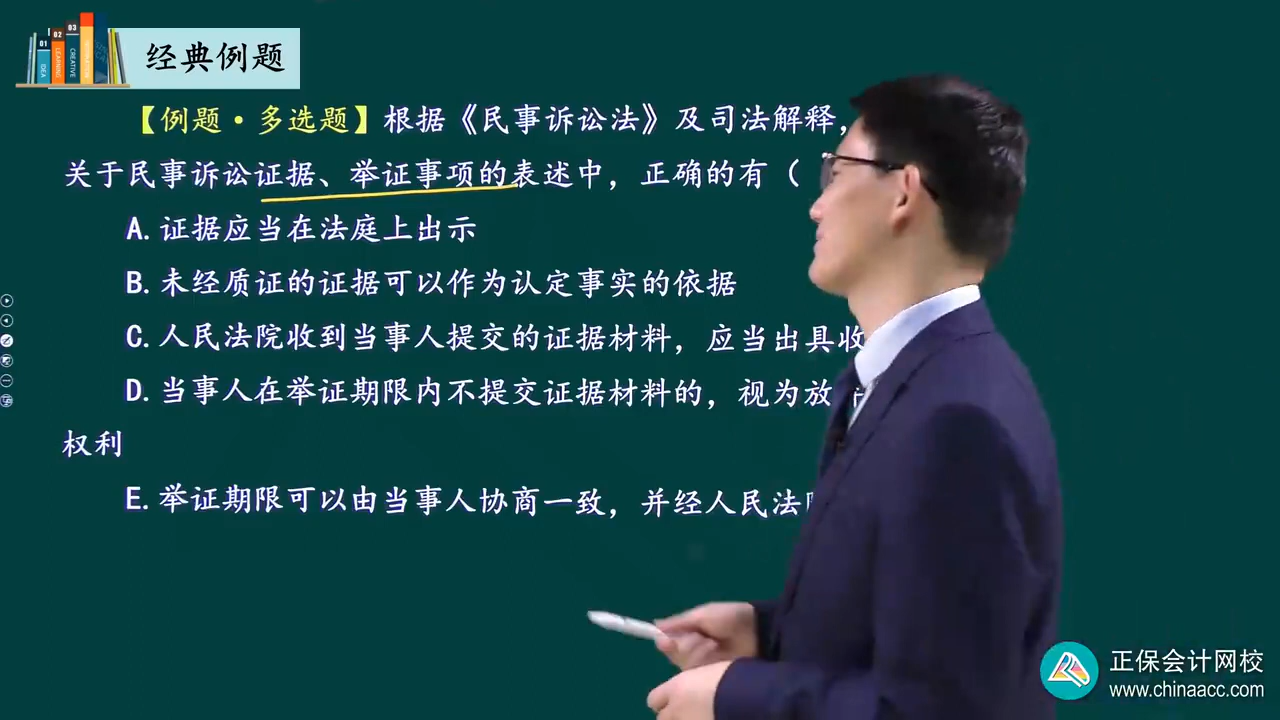 01
02
03
IDEA
LEARNING
CREATIVE
经典例题
【例题·多选题】根据《民事诉讼法》及司法解释，
关于民事诉讼证据、举证事项的表述中，正确的有（
A. 证据应当在法庭上出示
B. 未经质证的证据可以作为认定事实的依据
C. 人民法院收到当事人提交的证据材料，应当出具收
D. 当事人在举证期限内不提交证据材料的，视为放
权利
E. 举证期限可以由当事人协商一致，并经人民法
正保会计网校
www.chinaacc.com